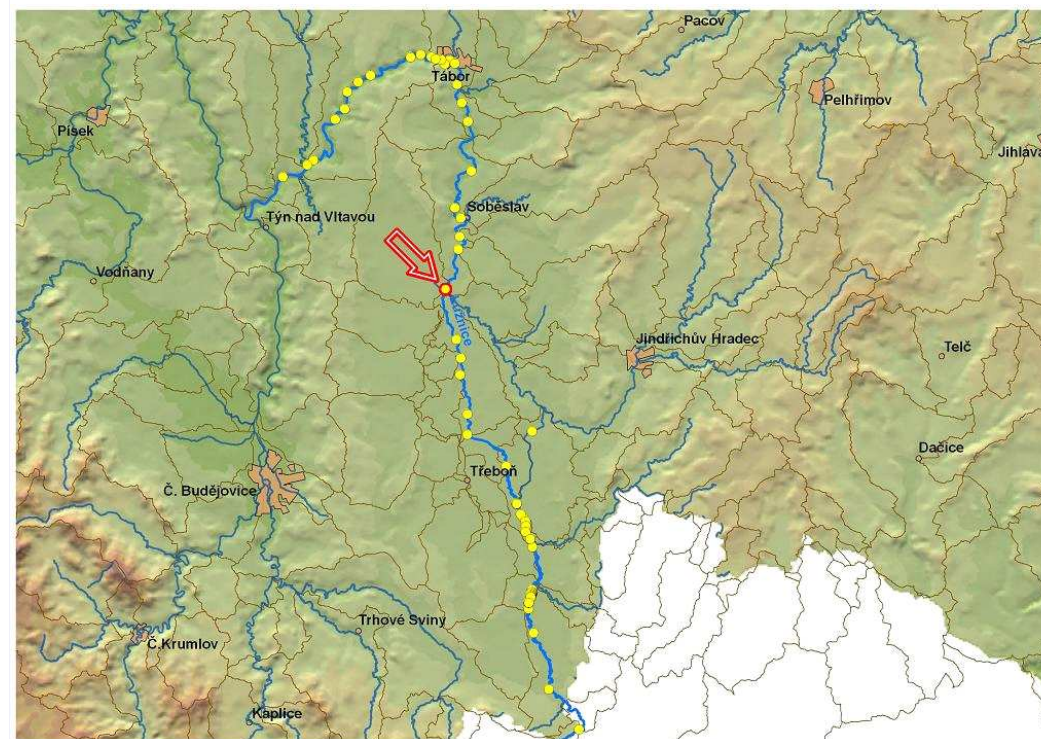 Pacov
Tábor
Pelhřimov
Písek
Jihlava
Soběslav
Týn nad Vltavou
Vodňany
užnice
Jindřichův Hradec
Telč
Dačice
Třeboň
Č. Budějovice
Trhové Sviny
Č.Krumlov
Kaplice